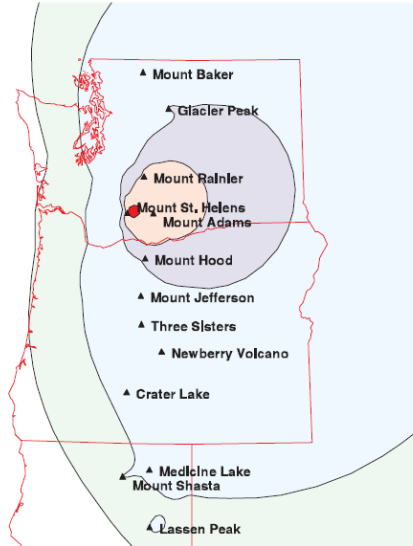 Mount Baker
Glacier Peak
Mount Rainier
Mount St. Helens
Mount Adams
Mount Hood
Mount Jefferson
Three Sisters
Newberry Volcano
Crater Lake
Medicine Lake
Mount Shasta
Lassen Peak